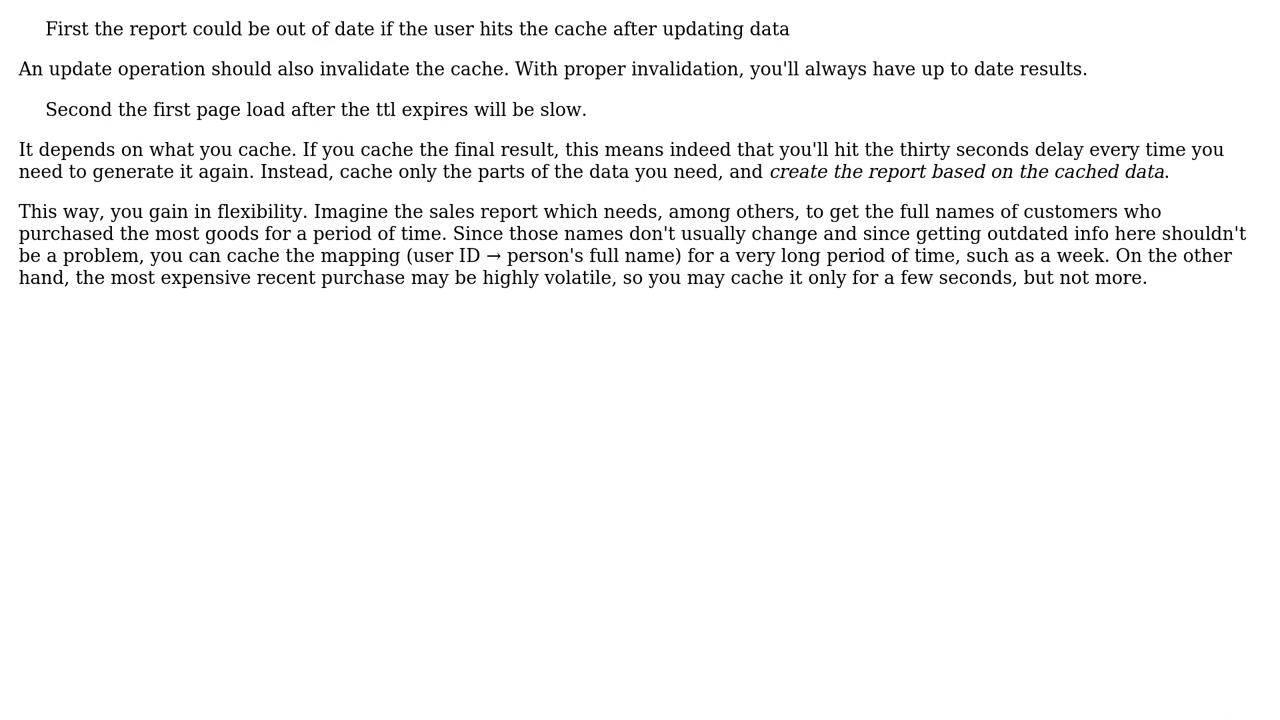 First the report could be out of date if the user hits the cache after updating data
An update operation should also invalidate the cache. With proper invalidation, you'll always have up to date results.
Second the first page load after the ttl expires will be slow.
It depends on what you cache. If you cache the final result, this means indeed that you'll hit the thirty seconds delay every time you
need to generate it again. Instead, cache only the parts of the data you need, and create the report based on the cached data.
This way, you gain in flexibility. Imagine the sales report which needs, among others, to get the full names of customers who
purchased the most goods for a period of time. Since those names don't usually change and since getting outdated info here shouldn't
be a problem, you can cache the mapping (user ID → person's full name) for a very long period of time, such as a week. On the other
hand, the most expensive recent purchase may be highly volatile, so you may cache it only for a few seconds, but not more.